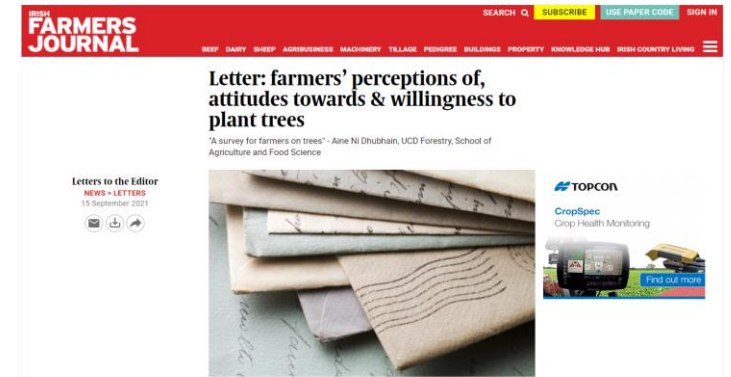 SEARCH SUBSCRIBE USE PAPER CODE SIGN IN
IRISH
FARMERS
JOURNAL
BEEF DAIRY SHEEP AGRIBUSINESS MACHINERY TILLAGE PEDIGREE BUILDINGS PROPERTY KNOWLEDGE HUB IRISH COUNTRY LIVING
Letter: farmers' perceptions of,
attitudes towards & willingness to
plant trees
"A survey for farmers on trees" - Aine Ni Dhubhain, UCD Forestry, School of
Agriculture and Food Science
Letters to the Editor
NEWS > LETTERS
15 September 2021
TOPCON
CropSpec
Crop Health Monitoring
Find out more